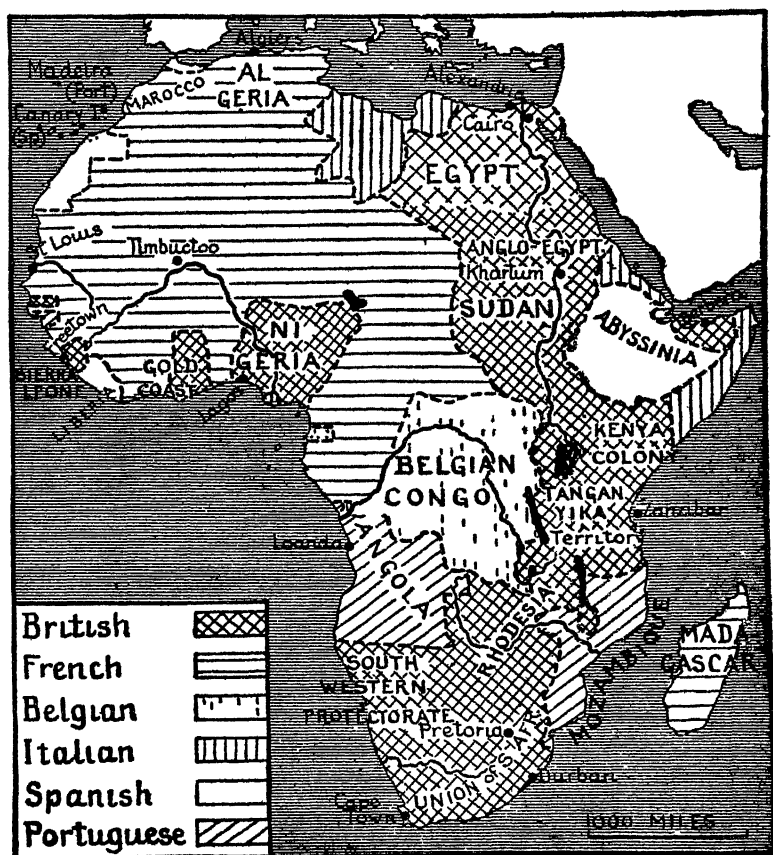 Algiers
Madeira
(Port)
Canary Is
(Sp)
MAROCCO
AL
GERIA
Alexandria
Cairo
EGYPT
St Louis
Timbuctoo
ANGLO-EGYPT
Khartum
SUDAN
Freetown
SIERRA
LEONE
LIBERIA
GOLD
COAST
Lagos
NI
GERIA
ABYSSINIA
KENYA
COLONY
BELGIAN
CONGO
TANGAN
YIKA
Territory
Zanzibar
Loanda
ANGOLA
RHODESIA
MOZAMBIQUE
MADA
GASCAR
SOUTH
WESTERN
PROTECTORATE
Pretoria
UNION OF S. AFR.
Durban
Cape
Town
1000 MILES
British
French
Belgian
Italian
Spanish
Portuguese